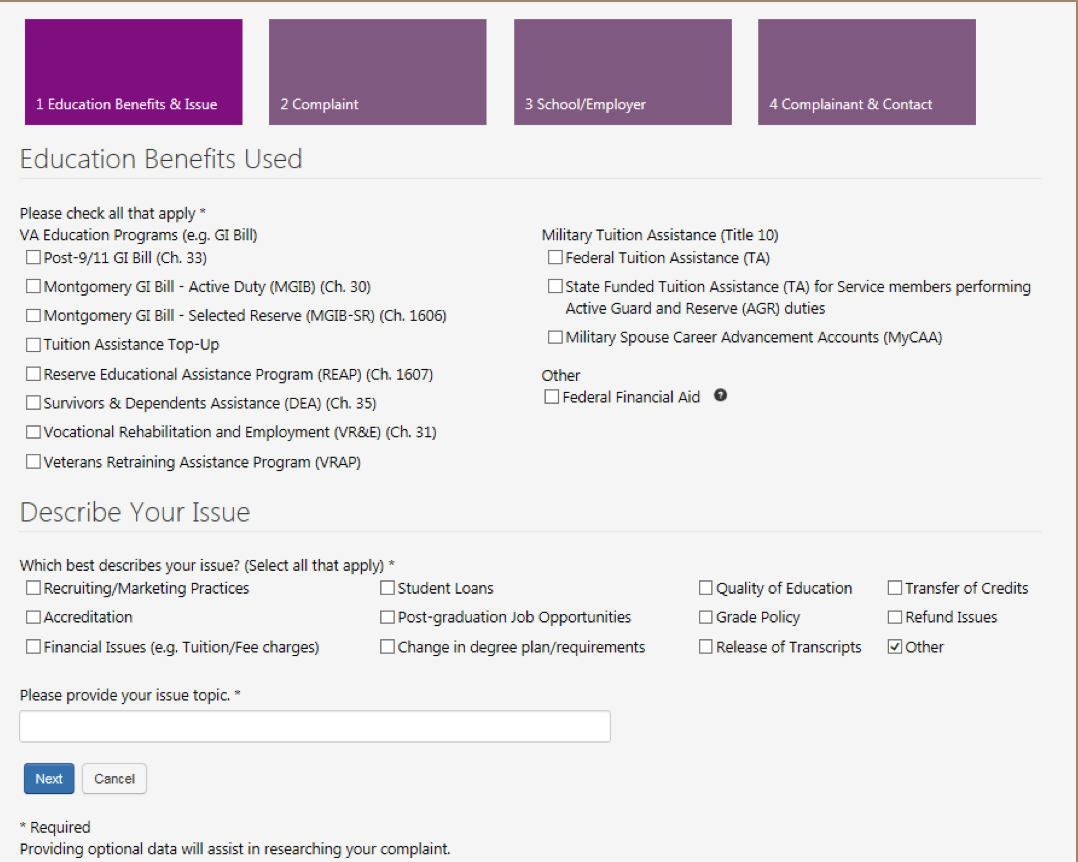 1 Education Benefits & Issue
2 Complaint
3 School/Employer
4 Complainant & Contact
Education Benefits Used
Please check all that apply *
VA Education Programs (e.g. GI Bill)
Post-9/11 GI Bill (Ch. 33)
Montgomery GI Bill - Active Duty (MGIB) (Ch. 30)
Montgomery GI Bill - Selected Reserve (MGIB-SR) (Ch. 1606)
Tuition Assistance Top-Up
Reserve Educational Assistance Program (REAP) (Ch. 1607)
Survivors & Dependents Assistance (DEA) (Ch. 35)
Vocational Rehabilitation and Employment (VR&E) (Ch. 31)
Veterans Retraining Assistance Program (VRAP)
Military Tuition Assistance (Title 10)
Federal Tuition Assistance (TA)
State Funded Tuition Assistance (TA) for Service members performing
Active Guard and Reserve (AGR) duties
Military Spouse Career Advancement Accounts (MyCAA)
Other
Federal Financial Aid ?
Describe Your Issue
Which best describes your issue? (Select all that apply) *
Recruiting/Marketing Practices
Student Loans
Quality of Education
Transfer of Credits
Accreditation
Post-graduation Job Opportunities
Grade Policy
Refund Issues
Financial Issues (e.g. Tuition/Fee charges)
Change in degree plan/requirements
Release of Transcripts
Other
Please provide your issue topic. *
Next
Cancel
* Required
Providing optional data will assist in researching your complaint.